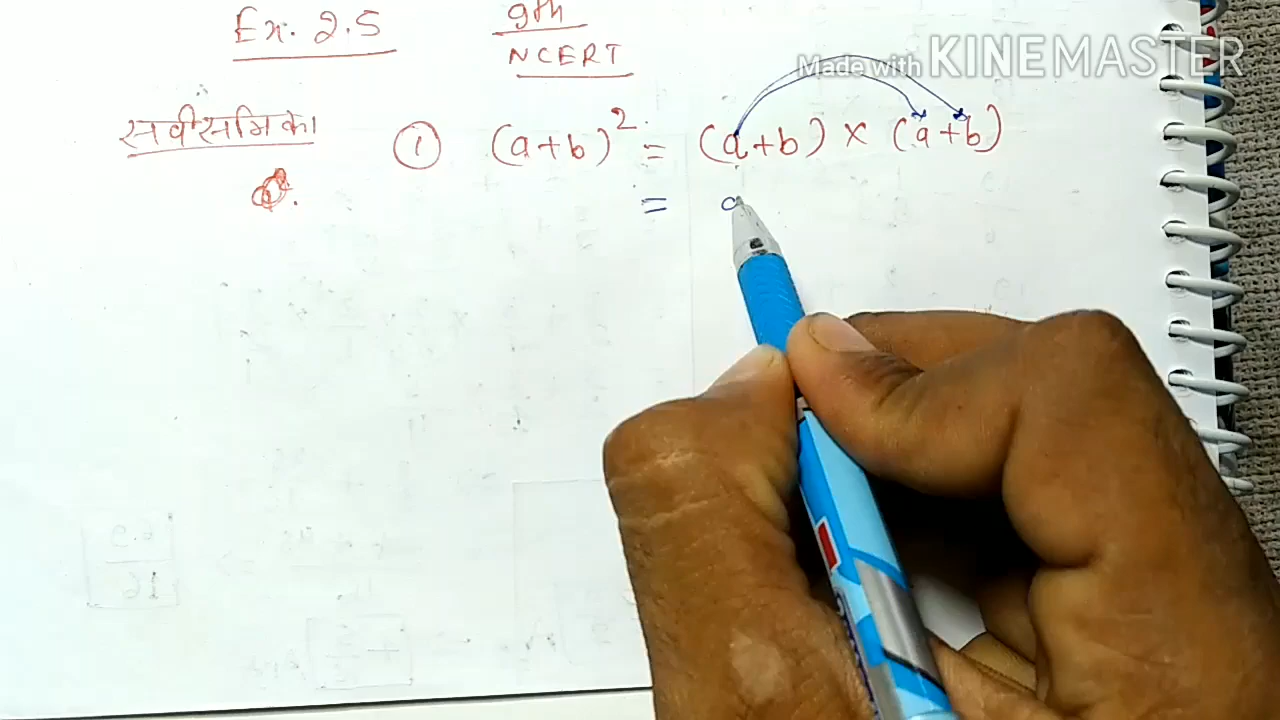 Ex. 2.5 9th
NCERT
Made with KINEMASTER
सर्वसमिका ① (a+b)² = (a+b) × (a+b)
= a